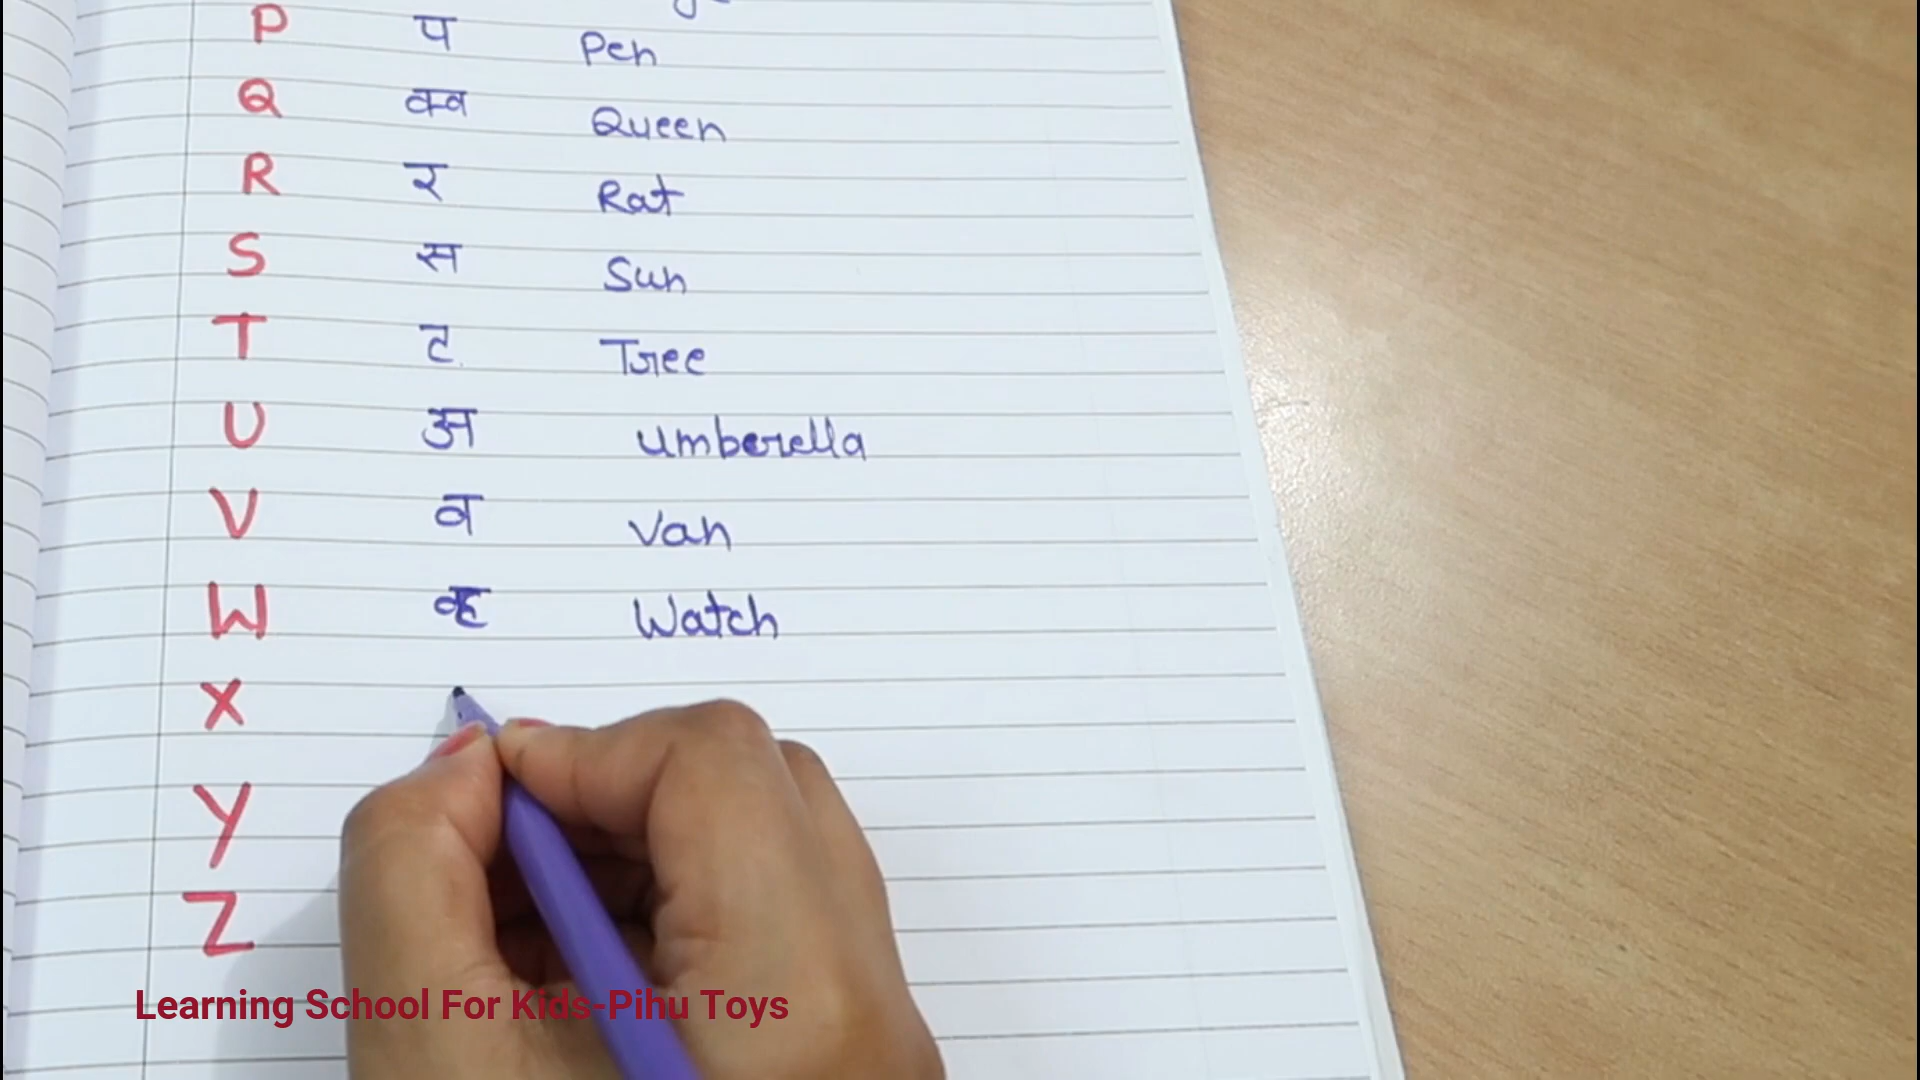 P प Pen
Q क्व Queen
R र Rat
S स Sun
T ट Tree
U अ Umberella
V व Van
W व्ह Watch
X
Y
Z
Learning School For Kids-Pihu Toys